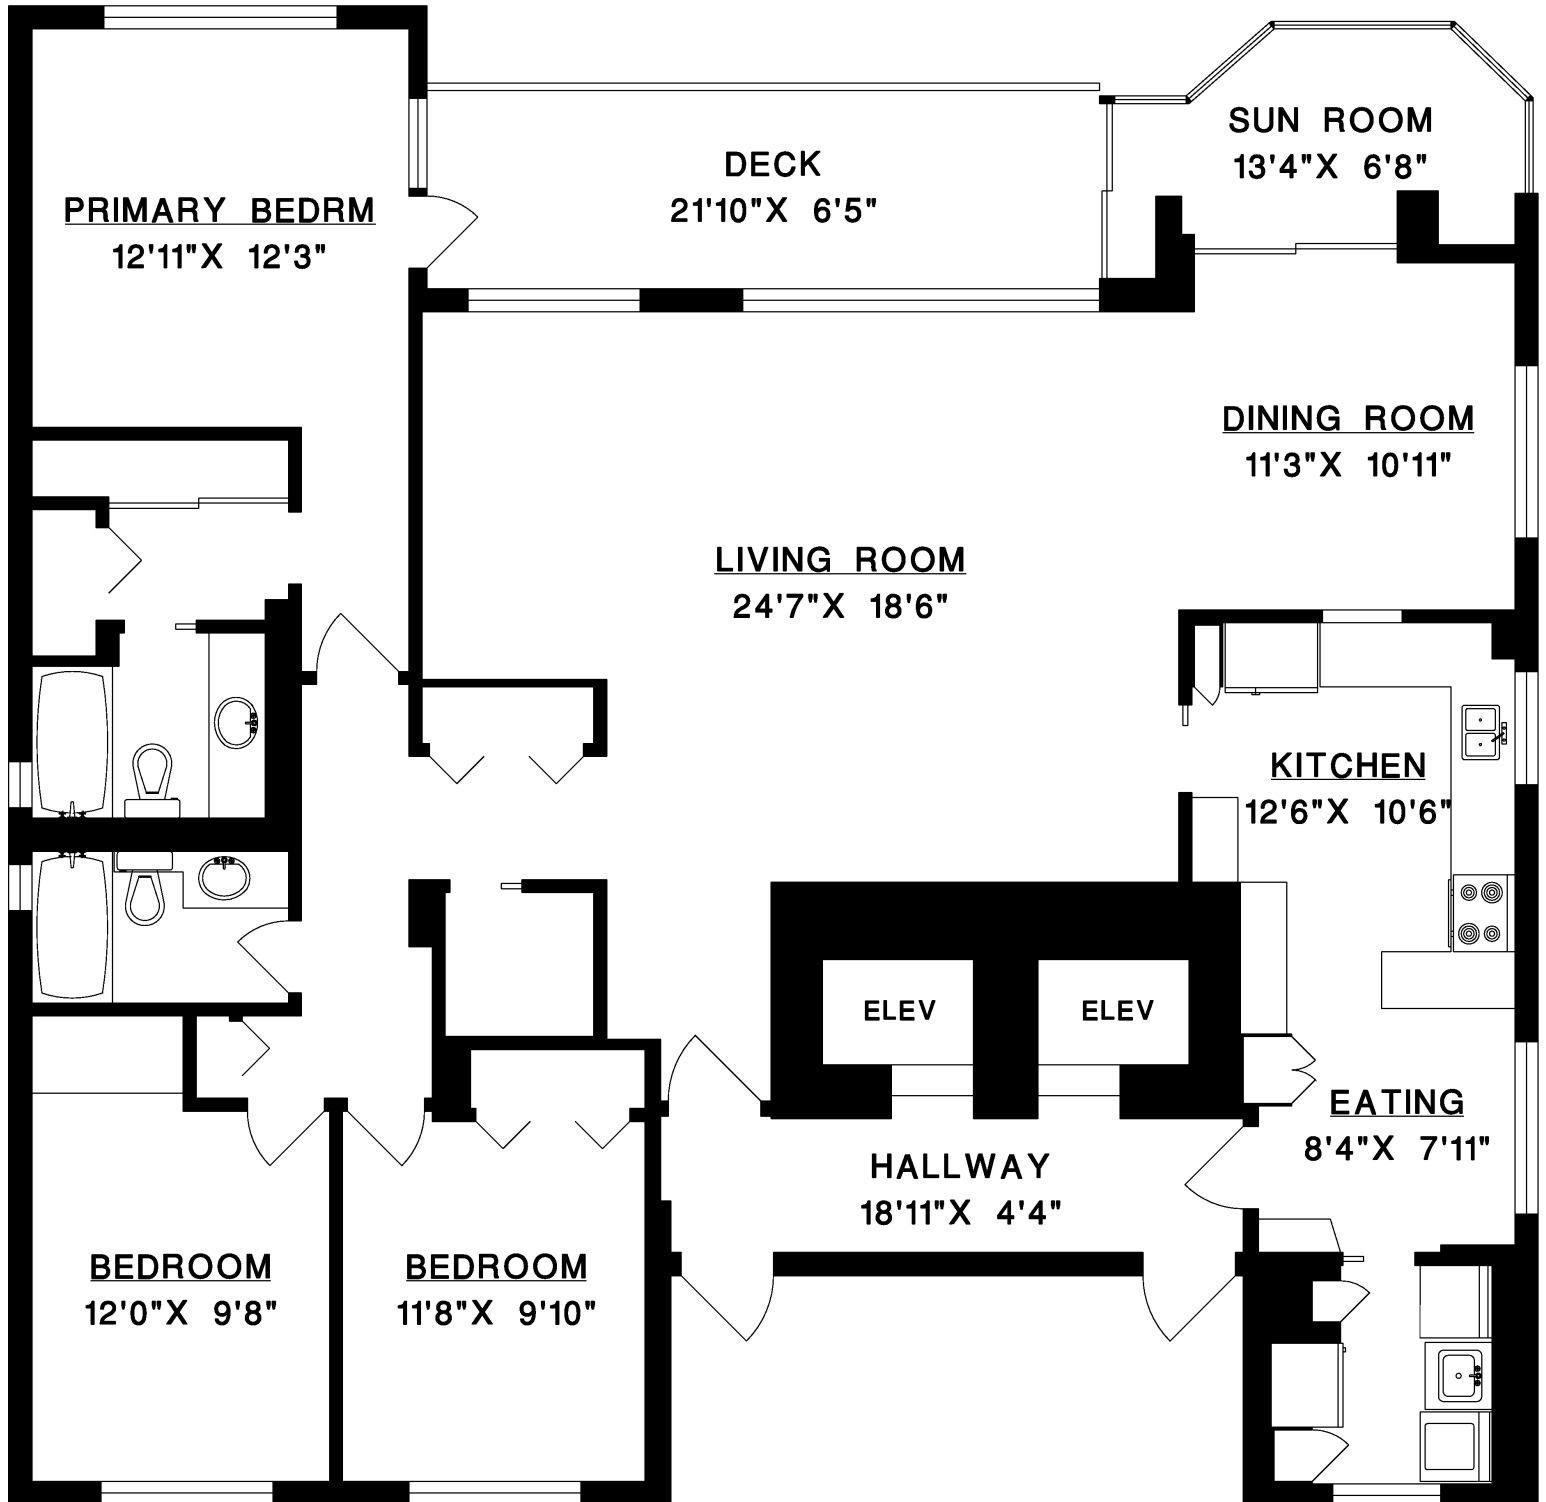 SUN ROOM
13'4"X 6'8"
DECK
21'10"X 6'5"
PRIMARY BEDRM
12'11"X 12'3"
DINING ROOM
11'3"X 10'11"
LIVING ROOM
24'7"X 18'6"
KITCHEN
12'6"X 10'6"
ELEV
ELEV
EATING
8'4"X 7'11"
HALLWAY
18'11"X 4'4"
BEDROOM
12'0"X 9'8"
BEDROOM
11'8"X 9'10"